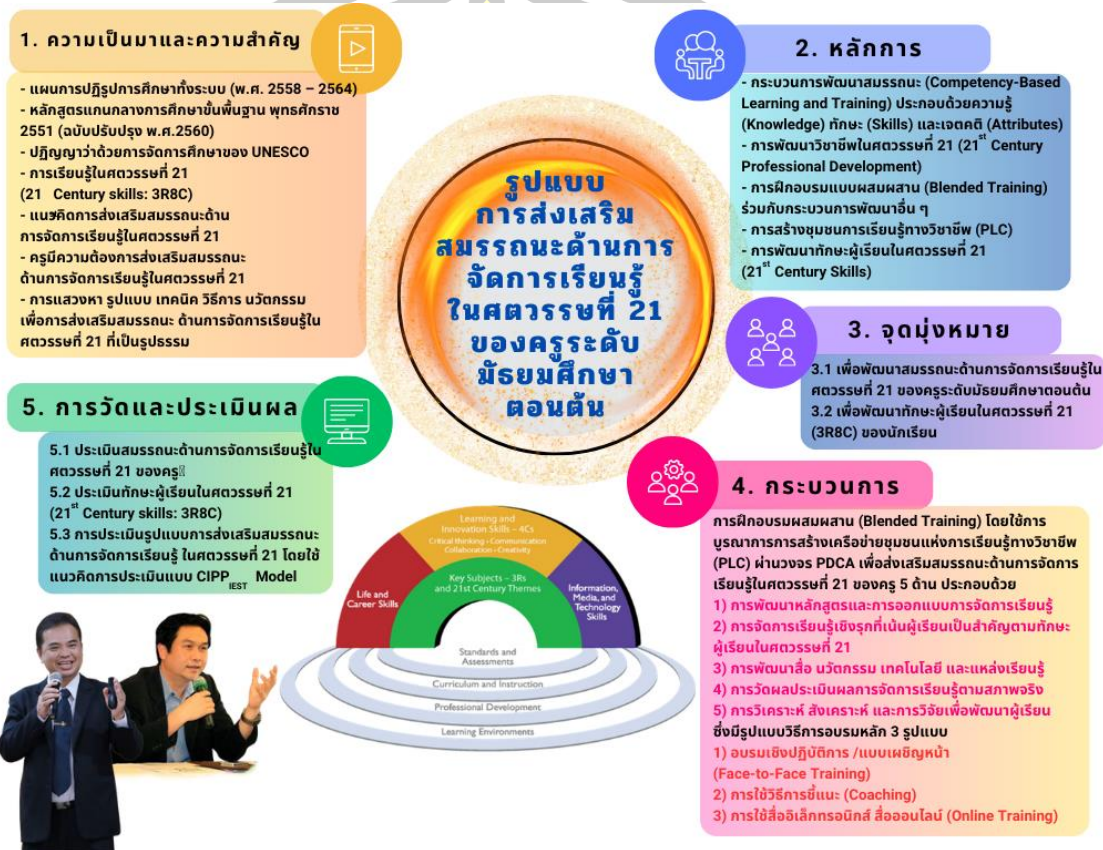 รูปแบบ
การส่งเสริม
สมรรถนะด้านการ
จัดการเรียนรู้
ในศตวรรษที่ 21
ของครูระดับ
มัธยมศึกษา
ตอนต้น
1. ความเป็นมาและความสำคัญ
- แผนการปฏิรูปการศึกษาทั้งระบบ (พ.ศ. 2558 – 2564)
- หลักสูตรแกนกลางการศึกษาขั้นพื้นฐาน พุทธศักราช
2551 (ฉบับปรับปรุง พ.ศ.2560)
- ปฏิญญาว่าด้วยการจัดการศึกษาของ UNESCO
- การเรียนรู้ในศตวรรษที่ 21
(21 Century skills: 3R8C)
- แนวคิดการส่งเสริมสมรรถนะด้าน
การจัดการเรียนรู้ในศตวรรษที่ 21
- ครูมีความต้องการส่งเสริมสมรรถนะ
ด้านการจัดการเรียนรู้ในศตวรรษที่ 21
- การแสวงหา รูปแบบ เทคนิค วิธีการ นวัตกรรม
เพื่อการส่งเสริมสมรรถนะ ด้านการจัดการเรียนรู้ใน
ศตวรรษที่ 21 ที่เป็นรูปธรรม
2. หลักการ
- กระบวนการพัฒนาสมรรถนะ (Competency-Based
Learning and Training) ประกอบด้วยความรู้
(Knowledge) ทักษะ (Skills) และเจตคติ (Attributes)
- การพัฒนาวิชาชีพในศตวรรษที่ 21 (21st Century
Professional Development)
- การฝึกอบรมแบบผสมผสาน (Blended Training)
ร่วมกับกระบวนการพัฒนาอื่น ๆ
- การสร้างชุมชนการเรียนรู้ทางวิชาชีพ (PLC)
- การพัฒนาทักษะผู้เรียนในศตวรรษที่ 21
(21st Century Skills)
3. จุดมุ่งหมาย
3.1 เพื่อพัฒนาสมรรถนะด้านการจัดการเรียนรู้ใน
ศตวรรษที่ 21 ของครูระดับมัธยมศึกษาตอนต้น
3.2 เพื่อพัฒนาทักษะผู้เรียนในศตวรรษที่ 21
(3R8C) ของนักเรียน
4. กระบวนการ
การฝึกอบรมผสมผสาน (Blended Training) โดยใช้การ
บูรณาการการสร้างเครือข่ายชุมชนแห่งการเรียนรู้ทางวิชาชีพ
(PLC) ผ่านวงจร PDCA เพื่อส่งเสริมสมรรถนะด้านการจัดการ
เรียนรู้ในศตวรรษที่ 21 ของครู 5 ด้าน ประกอบด้วย
1) การพัฒนาหลักสูตรและการออกแบบการจัดการเรียนรู้
2) การจัดการเรียนรู้เชิงรุกที่เน้นผู้เรียนเป็นสำคัญตามทักษะ
ผู้เรียนในศตวรรษที่ 21
3) การพัฒนาสื่อ นวัตกรรม เทคโนโลยี และแหล่งเรียนรู้
4) การวัดผลประเมินผลการจัดการเรียนรู้ตามสภาพจริง
5) การวิเคราะห์ สังเคราะห์ และการวิจัยเพื่อพัฒนาผู้เรียน
ซึ่งมีรูปแบบวิธีการอบรมหลัก 3 รูปแบบ
1) อบรมเชิงปฏิบัติการ /แบบเผชิญหน้า
(Face-to-Face Training)
2) การใช้วิธีการชี้แนะ (Coaching)
3) การใช้สื่ออิเล็กทรอนิกส์ สื่อออนไลน์ (Online Training)
5. การวัดและประเมินผล
5.1 ประเมินสมรรถนะด้านการจัดการเรียนรู้ใน
ศตวรรษที่ 21 ของครู
5.2 ประเมินทักษะผู้เรียนในศตวรรษที่ 21
(21st Century skills: 3R8C)
5.3 การประเมินรูปแบบการส่งเสริมสมรรถนะ
ด้านการจัดการเรียนรู้ ในศตวรรษที่ 21 โดยใช้
แนวคิดการประเมินแบบ CIPP IEST Model
Learning and
Innovation Skills – 4Cs
Critical thinking • Communication
Collaboration • Creativity
Key Subjects – 3Rs
and 21st Century Themes
Life and
Career Skills
Information,
Media, and
Technology
Skills
Standards and
Assessments
Curriculum and Instruction
Professional Development
Learning Environments